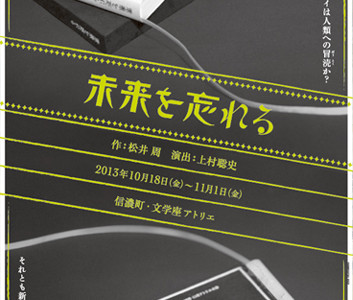 イは人類への冒涜か？
未来を忘れる
作：松井 周　演出：上村聡史
2013年10月18日（金）〜11月1日（金）
信濃町・文学座アトリエ
それとも新